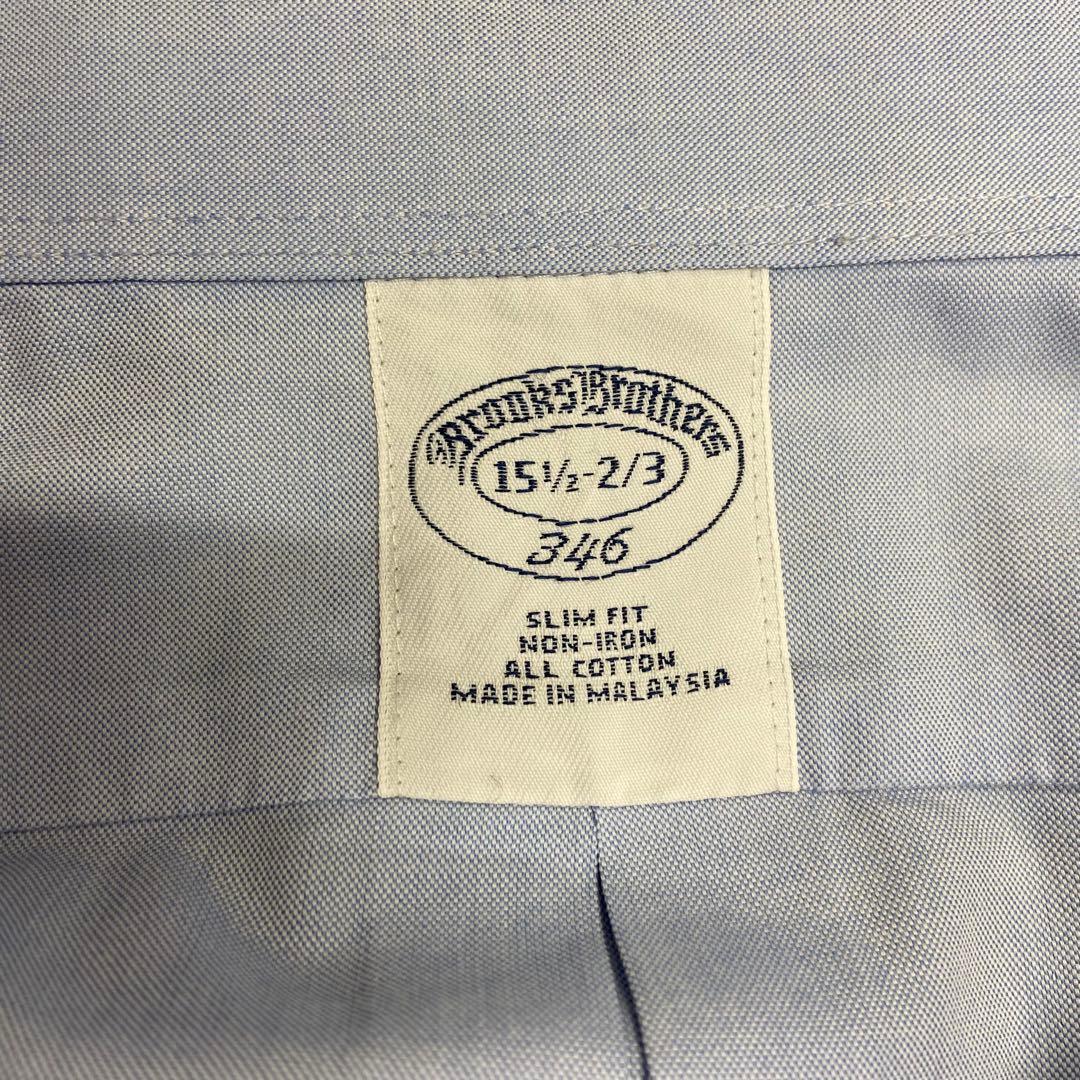 Brooks Brothers
15½-2/3
346
SLIM FIT
NON-IRON
ALL COTTON
MADE IN MALAYSIA